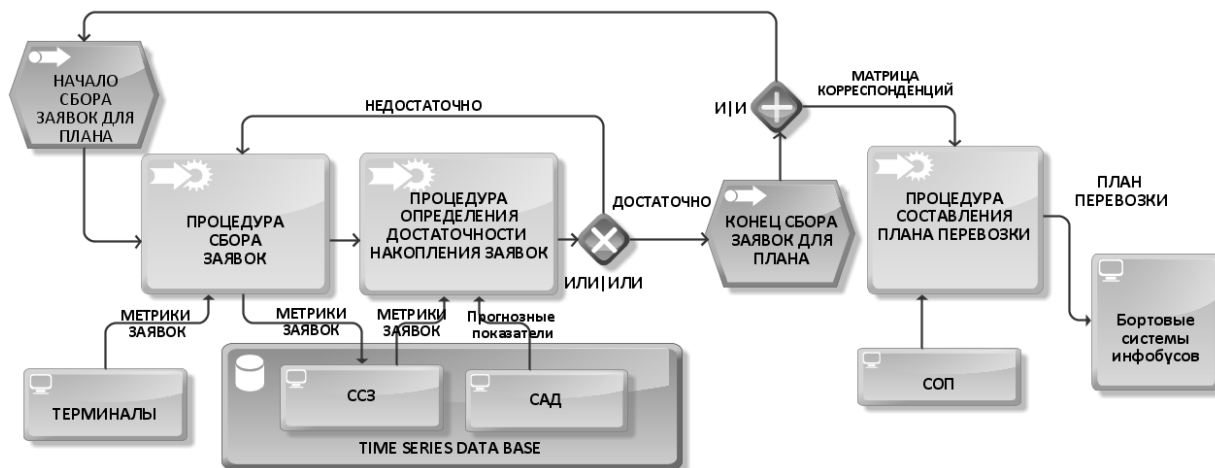 НАЧАЛО
СБОРА
ЗАЯВОК ДЛЯ
ПЛАНА
НЕДОСТАТОЧНО
И|И
МАТРИЦА
КОРРЕСПОНДЕНЦИЙ
ПРОЦЕДУРА
СБОРА
ЗАЯВОК
ПРОЦЕДУРА
ОПРЕДЕЛЕНИЯ
ДОСТАТОЧНОСТИ
НАКОПЛЕНИЯ ЗАЯВОК
ДОСТАТОЧНО
ИЛИ|ИЛИ
КОНЕЦ СБОРА
ЗАЯВОК ДЛЯ
ПЛАНА
ПРОЦЕДУРА
СОСТАВЛЕНИЯ
ПЛАНА ПЕРЕВОЗКИ
ПЛАН
ПЕРЕВОЗКИ
МЕТРИКИ
ЗАЯВОК
МЕТРИКИ
ЗАЯВОК
МЕТРИКИ
ЗАЯВОК
Прогнозные
показатели
Бортовые
системы
инфобусов
ТЕРМИНАЛЫ
ССЗ
САД
СОП
TIME SERIES DATA BASE